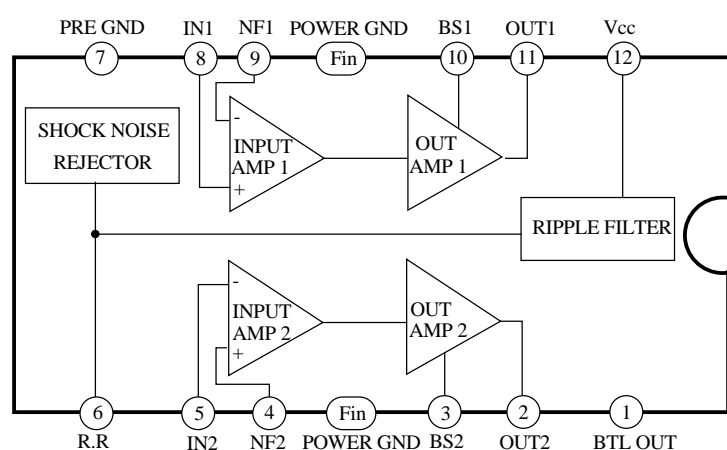 PRE GND IN1 NF1 POWER GND BS1 OUT1 Vcc
7 8 9 Fin 10 11 12
SHOCK NOISE
REJECTOR
-
INPUT
AMP 1
+
OUT
AMP 1
RIPPLE FILTER
-
INPUT
AMP 2
+
OUT
AMP 2
6 5 4 Fin 3 2 1
R.R IN2 NF2 POWER GND BS2 OUT2 BTL OUT